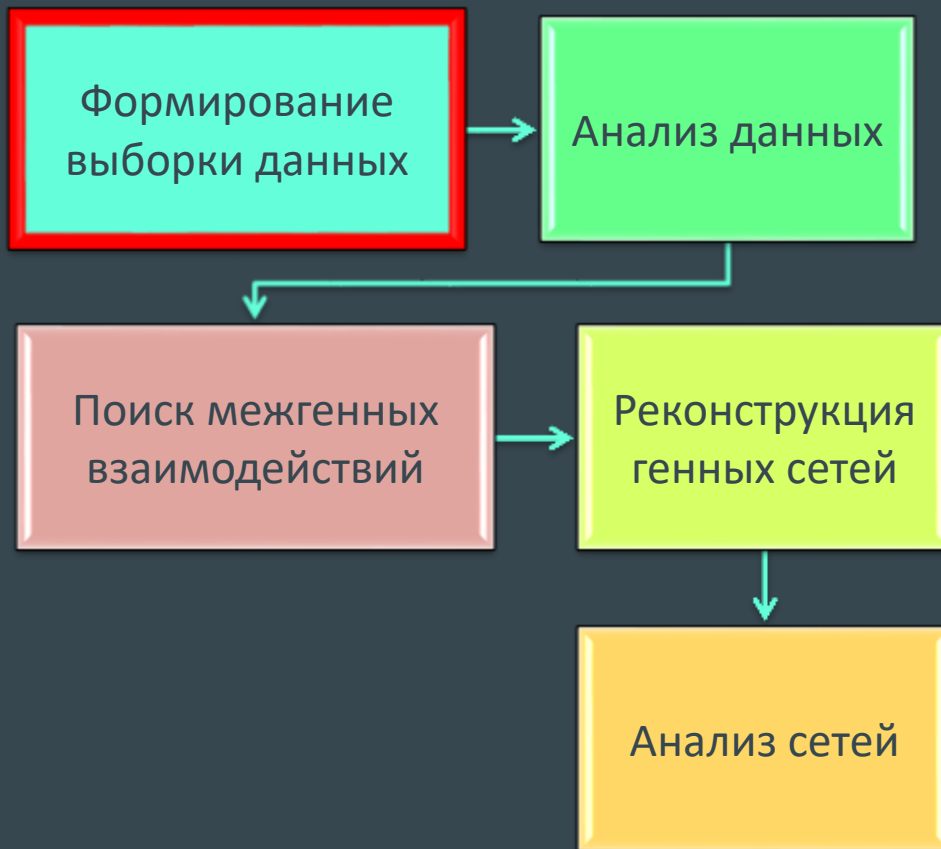 Формирование
выборки данных
Анализ данных
Поиск межгенных
взаимодействий
Реконструкция
генных сетей
Анализ сетей